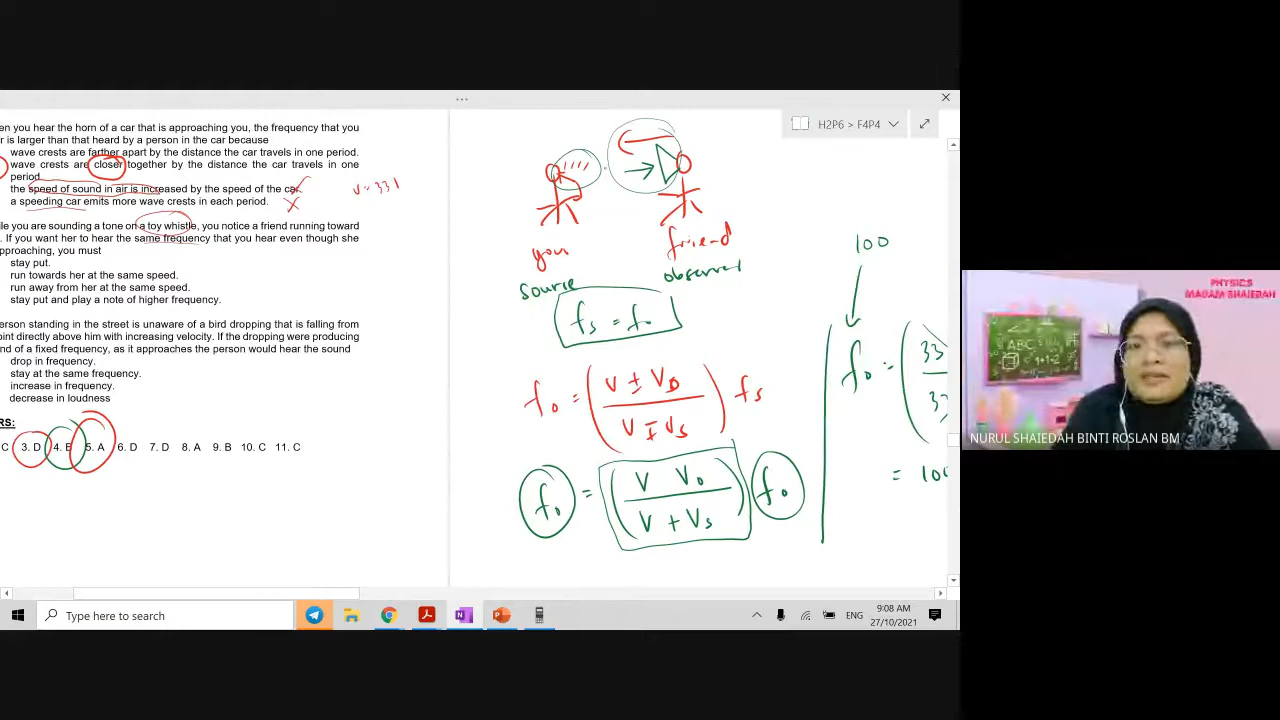 en you hear the horn of a car that is approaching you, the frequency that you
r is larger than that heard by a person in the car because
wave crests are farther apart by the distance the car travels in one period.
wave crests are closer together by the distance the car travels in one
period.
the speed of sound in air is increased by the speed of the car.
a speeding car emits more wave crests in each period.
v = 331
le you are sounding a tone on a toy whistle, you notice a friend running toward
. If you want her to hear the same frequency that you hear even though she
pproaching, you must
stay put.
run towards her at the same speed.
run away from her at the same speed.
stay put and play a note of higher frequency.
erson standing in the street is unaware of a bird dropping that is falling from
oint directly above him with increasing velocity. If the dropping were producing
nd of a fixed frequency, as it approaches the person would hear the sound
drop in frequency.
stay at the same frequency.
increase in frequency.
decrease in loudness
RS:
C 3. D 4. B 5. A 6. D 7. D 8. A 9. B 10. C 11. C
H2P6 > F4P4
you
friend
source
observer
fs = fo
fo = (v ± vo / v ∓ vs) fs
fo = (v vo / v + vs) fo
100
fo = (33
33
= 100
PHYSICS
MADAM SHAIEDAH
ABC
1+1=2
NURUL SHAIEDAH BINTI ROSLAN BM
Type here to search
ENG
9:08 AM
27/10/2021